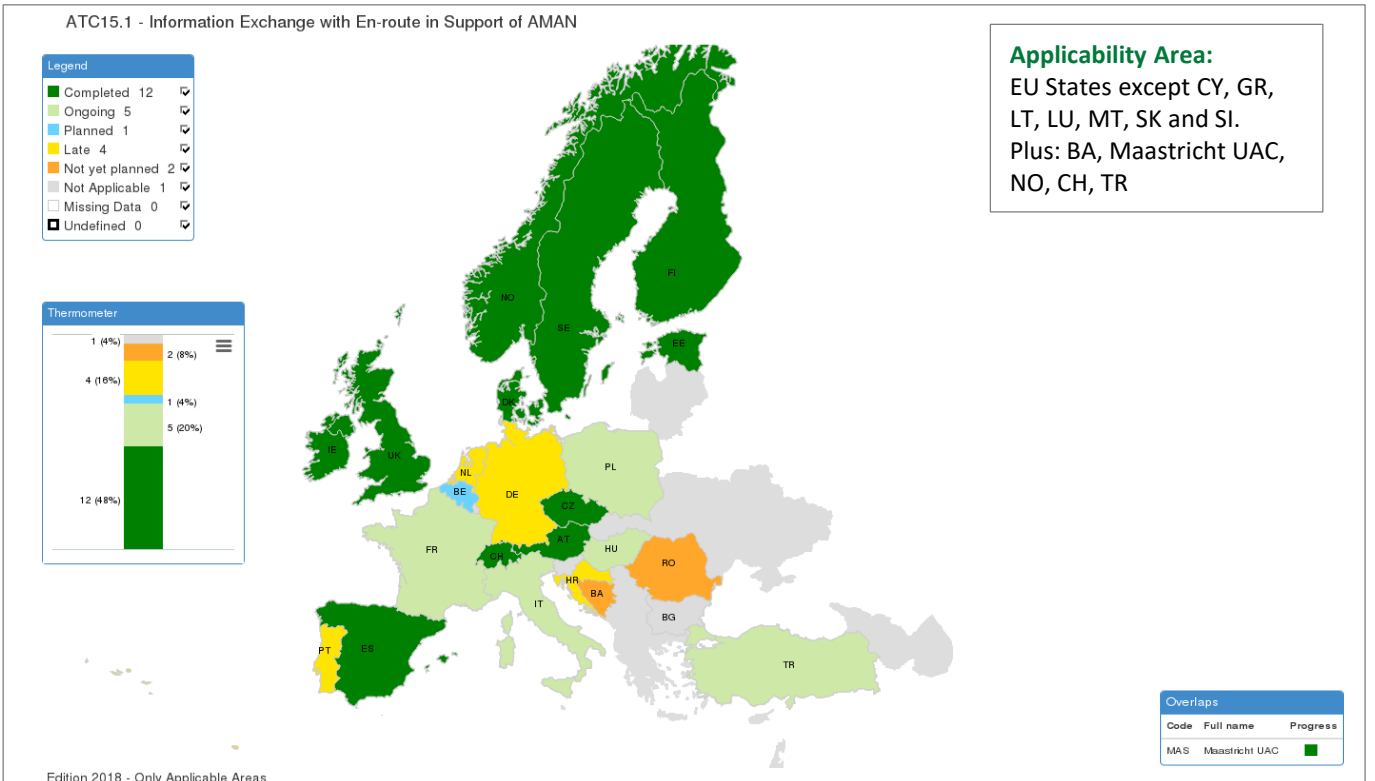 ATC15.1 - Information Exchange with En-route in Support of AMAN
Legend
Completed 12
Ongoing 5
Planned 1
Late 4
Not yet planned 2
Not Applicable 1
Missing Data 0
Undefined 0
Applicability Area:
EU States except CY, GR,
LT, LU, MT, SK and SI.
Plus: BA, Maastricht UAC,
NO, CH, TR
Thermometer
1 (4%)
2 (8%)
4 (16%)
1 (4%)
5 (20%)
12 (48%)
FI
NO
SE
EE
DK
IE
UK
NL
BE
DE
PL
CZ
FR
CH
AT
HU
RO
HR
BA
IT
BG
PT
ES
TR
Overlaps
Code Full name Progress
MAS Maastricht UAC
Edition 2018 - Only Applicable Areas